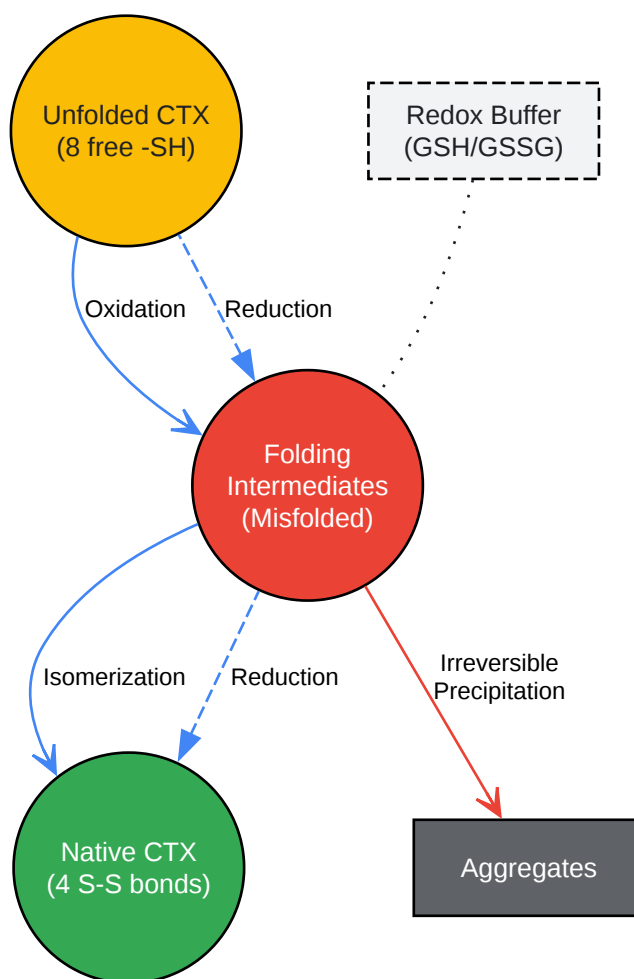 Unfolded CTX
(8 free -SH)
Redox Buffer
(GSH/GSSG)
Oxidation
Reduction
Folding
Intermediates
(Misfolded)
Isomerization
Reduction
Irreversible
Precipitation
Native CTX
(4 S-S bonds)
Aggregates